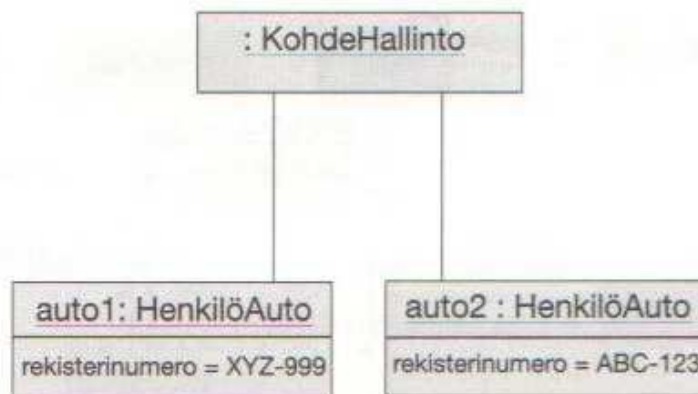 : KohdeHallinto
auto1: HenkilöAuto
rekisterinumero = XYZ-999
auto2 : HenkilöAuto
rekisterinumero = ABC-123